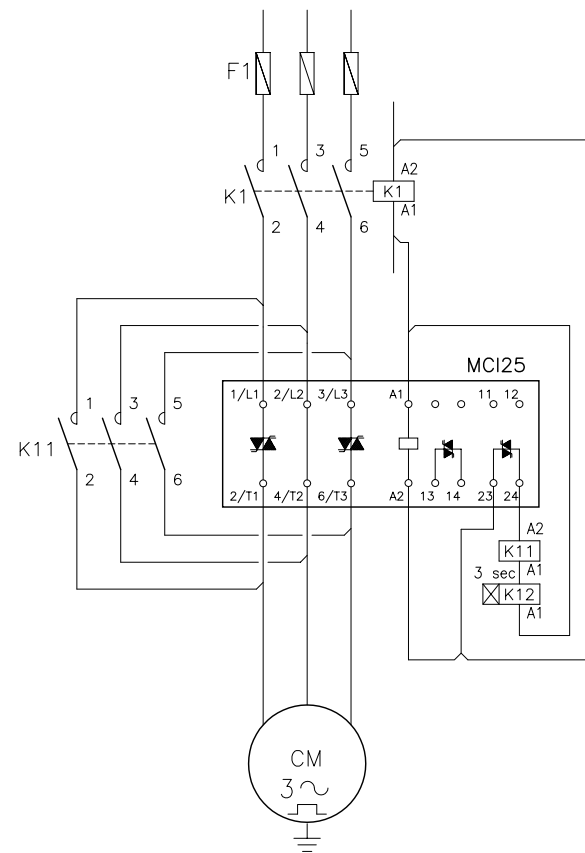 F1
1 3 5
A2
K1
K1
A1
2 4 6
MCI25
1/L1 2/L2 3/L3 A1 11 12
1 3 5
K11
2 4 6
2/T1 4/T2 6/T3 A2 13 14 23 24
A2
K11
A1
3 sec
K12
A1
CM
3